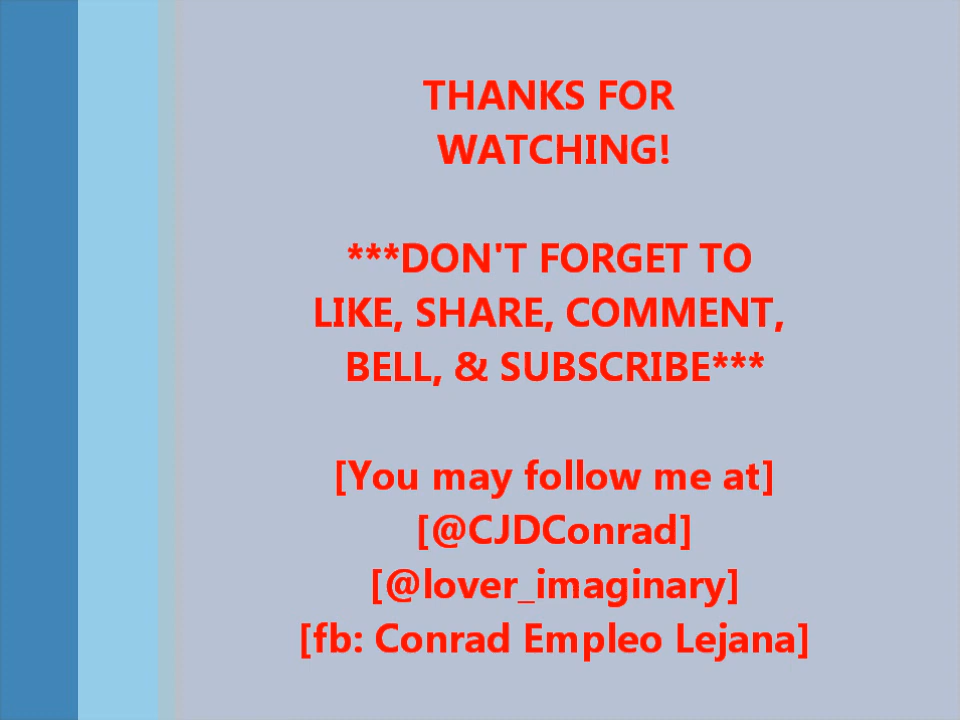 THANKS FOR
WATCHING!
***DON'T FORGET TO
LIKE, SHARE, COMMENT,
BELL, & SUBSCRIBE***
[You may follow me at]
[@CJDConrad]
[@lover_imaginary]
[fb: Conrad Empleo Lejana]